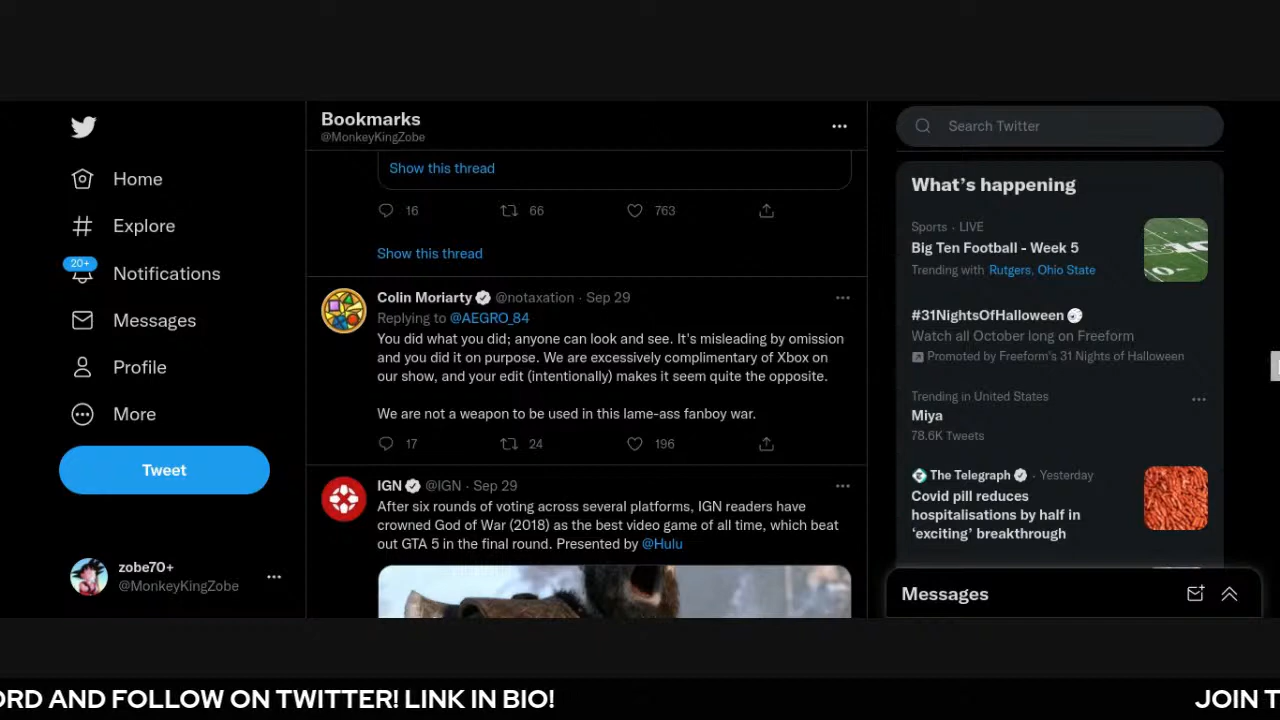 Home
Explore
20+
Notifications
Messages
Profile
More
Tweet
zobe70+
@MonkeyKingZobe
Bookmarks
@MonkeyKingZobe
Show this thread
16 66 763
Show this thread
Colin Moriarty @notaxation · Sep 29
Replying to @AEGRO_84
You did what you did; anyone can look and see. It's misleading by omission
and you did it on purpose. We are excessively complimentary of Xbox on
our show, and your edit (intentionally) makes it seem quite the opposite.
We are not a weapon to be used in this lame-ass fanboy war.
17 24 196
IGN @IGN · Sep 29
After six rounds of voting across several platforms, IGN readers have
crowned God of War (2018) as the best video game of all time, which beat
out GTA 5 in the final round. Presented by @Hulu
Search Twitter
What's happening
Sports · LIVE
Big Ten Football - Week 5
Trending with Rutgers, Ohio State
#31NightsOfHalloween
Watch all October long on Freeform
Promoted by Freeform's 31 Nights of Halloween
Trending in United States
Miya
78.6K Tweets
The Telegraph · Yesterday
Covid pill reduces
hospitalisations by half in
‘exciting’ breakthrough
Messages
ORD AND FOLLOW ON TWITTER! LINK IN BIO! JOIN T